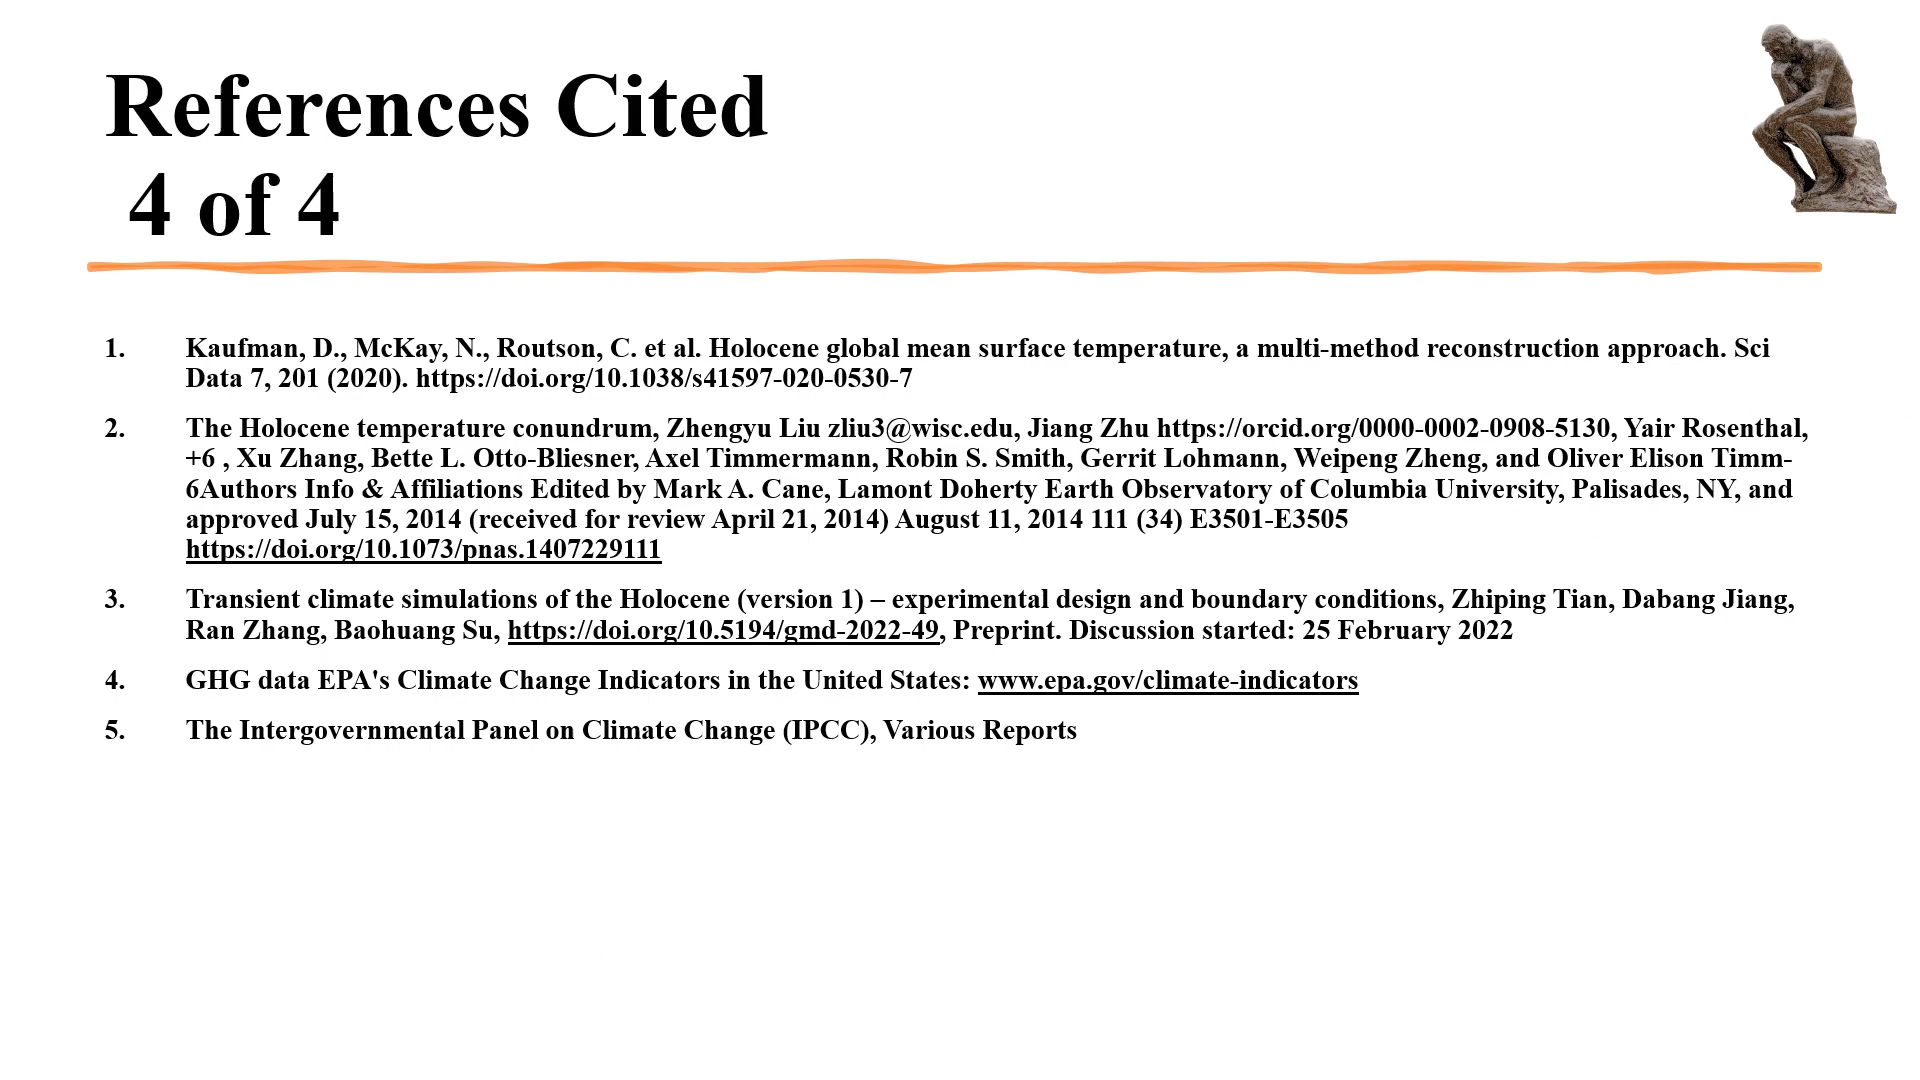 References Cited
4 of 4
1. Kaufman, D., McKay, N., Routson, C. et al. Holocene global mean surface temperature, a multi-method reconstruction approach. Sci
Data 7, 201 (2020). https://doi.org/10.1038/s41597-020-0530-7
2. The Holocene temperature conundrum, Zhengyu Liu zliu3@wisc.edu, Jiang Zhu https://orcid.org/0000-0002-0908-5130, Yair Rosenthal,
+6 , Xu Zhang, Bette L. Otto-Bliesner, Axel Timmermann, Robin S. Smith, Gerrit Lohmann, Weipeng Zheng, and Oliver Elison Timm-
6Authors Info & Affiliations Edited by Mark A. Cane, Lamont Doherty Earth Observatory of Columbia University, Palisades, NY, and
approved July 15, 2014 (received for review April 21, 2014) August 11, 2014 111 (34) E3501-E3505
https://doi.org/10.1073/pnas.1407229111
3. Transient climate simulations of the Holocene (version 1) – experimental design and boundary conditions, Zhiping Tian, Dabang Jiang,
Ran Zhang, Baohuang Su, https://doi.org/10.5194/gmd-2022-49, Preprint. Discussion started: 25 February 2022
4. GHG data EPA's Climate Change Indicators in the United States: www.epa.gov/climate-indicators
5. The Intergovernmental Panel on Climate Change (IPCC), Various Reports